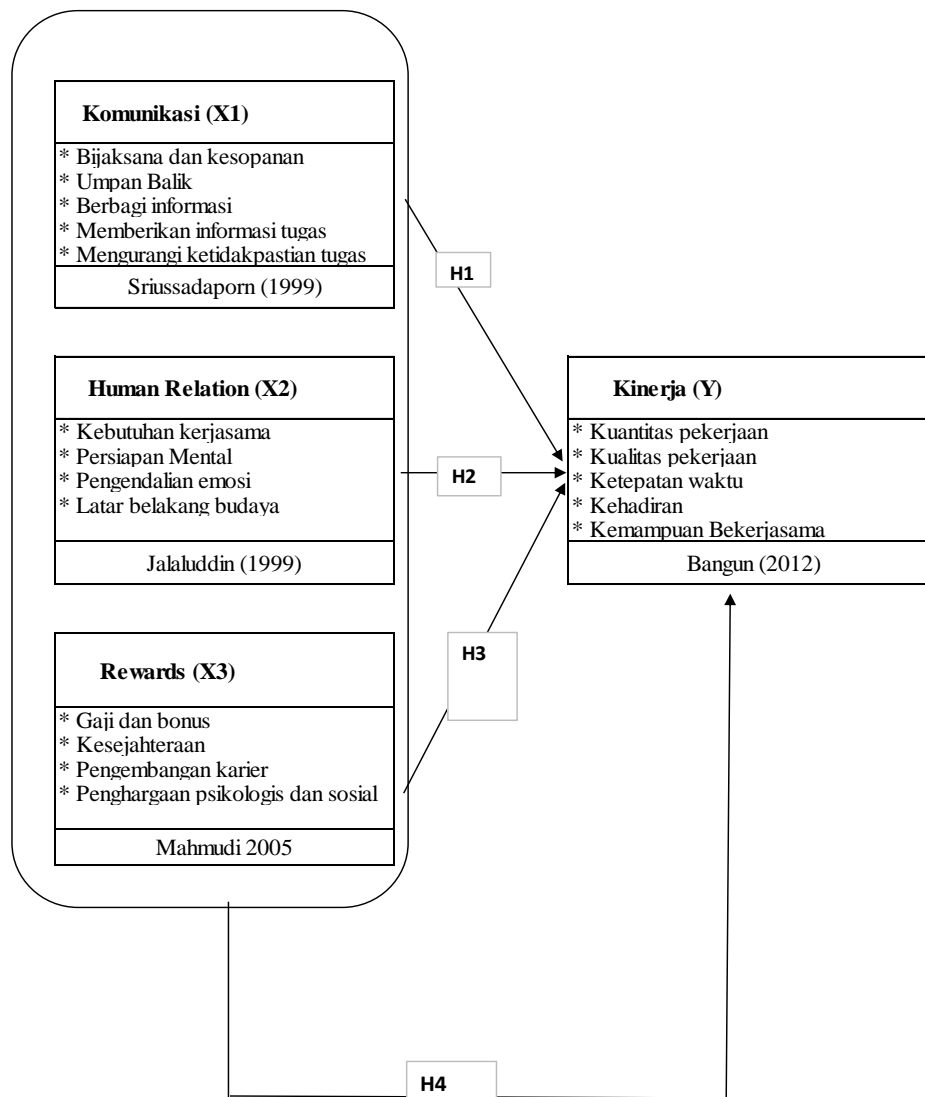 Komunikasi (X1)
* Bijaksana dan kesopanan
* Umpan Balik
* Berbagi informasi
* Memberikan informasi tugas
* Mengurangi ketidakpastian tugas
Sriussadaporn (1999)
H1
Human Relation (X2)
* Kebutuhan kerjasama
* Persiapan Mental
* Pengendalian emosi
* Latar belakang budaya
Jalaluddin (1999)
H2
Kinerja (Y)
* Kuantitas pekerjaan
* Kualitas pekerjaan
* Ketepatan waktu
* Kehadiran
* Kemampuan Bekerjasama
Bangun (2012)
Rewards (X3)
* Gaji dan bonus
* Kesejahteraan
* Pengembangan karier
* Penghargaan psikologis dan sosial
Mahmudi 2005
H3
H4